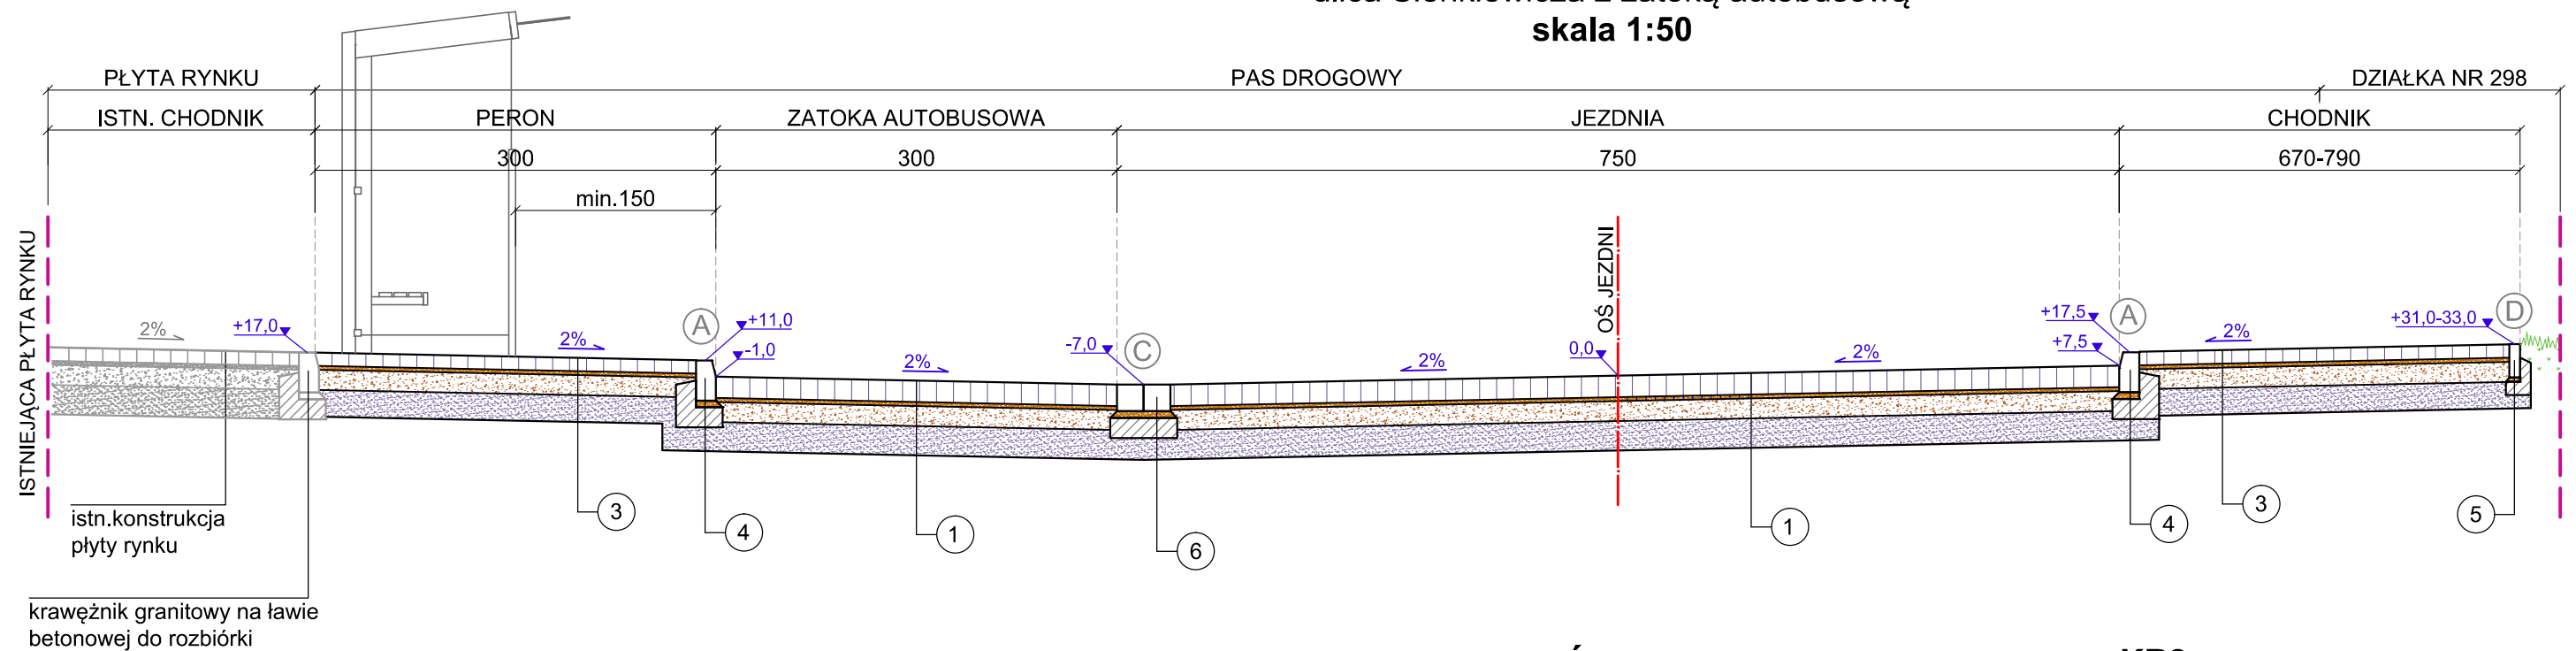 skala 1:50
PŁYTA RYNKU
PAS DROGOWY
DZIAŁKA NR 298
ISTN. CHODNIK
PERON
ZATOKA AUTOBUSOWA
JEZDNIA
CHODNIK
300
300
750
670-790
min.150
ISTNIEJĄCA PŁYTA RYNKU
OŚ JEZDNI
2%
+17,0
2%
A
+11,0
-1,0
2%
-7,0
C
2%
0,0
2%
+17,5
+7,5
A
2%
+31,0-33,0
D
istn.konstrukcja
płyty rynku
3
4
1
6
1
4
3
5
krawężnik granitowy na ławie
betonowej do rozbiórki